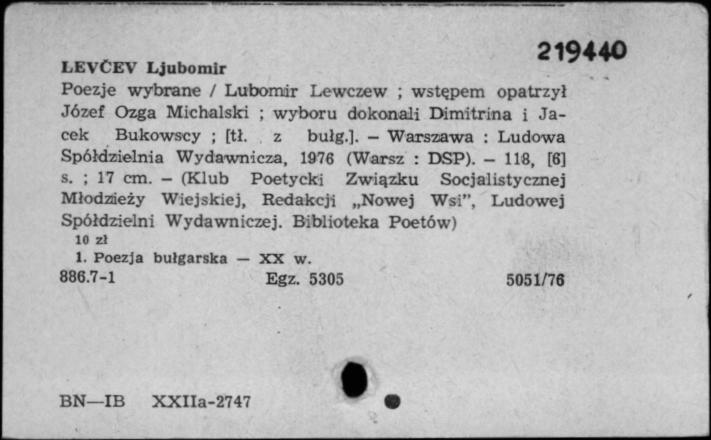 219440
LEVČEV Ljubomir
Poezje wybrane / Lubomir Lewczew ; wstępem opatrzył
Józef Ozga Michalski ; wyboru dokonali Dimitrina i Ja-
cek Bukowscy ; [tł. z bułg.]. — Warszawa : Ludowa
Spółdzielnia Wydawnicza, 1976 (Warsz : DSP). — 118, [6]
s. ; 17 cm. — (Klub Poetycki Związku Socjalistycznej
Młodzieży Wiejskiej, Redakcji „Nowej Wsi”, Ludowej
Spółdzielni Wydawniczej. Biblioteka Poetów)
10 zł
1. Poezja bułgarska — XX w.
886.7-1 Egz. 5305 5051/76
BN—IB XXIIa-2747